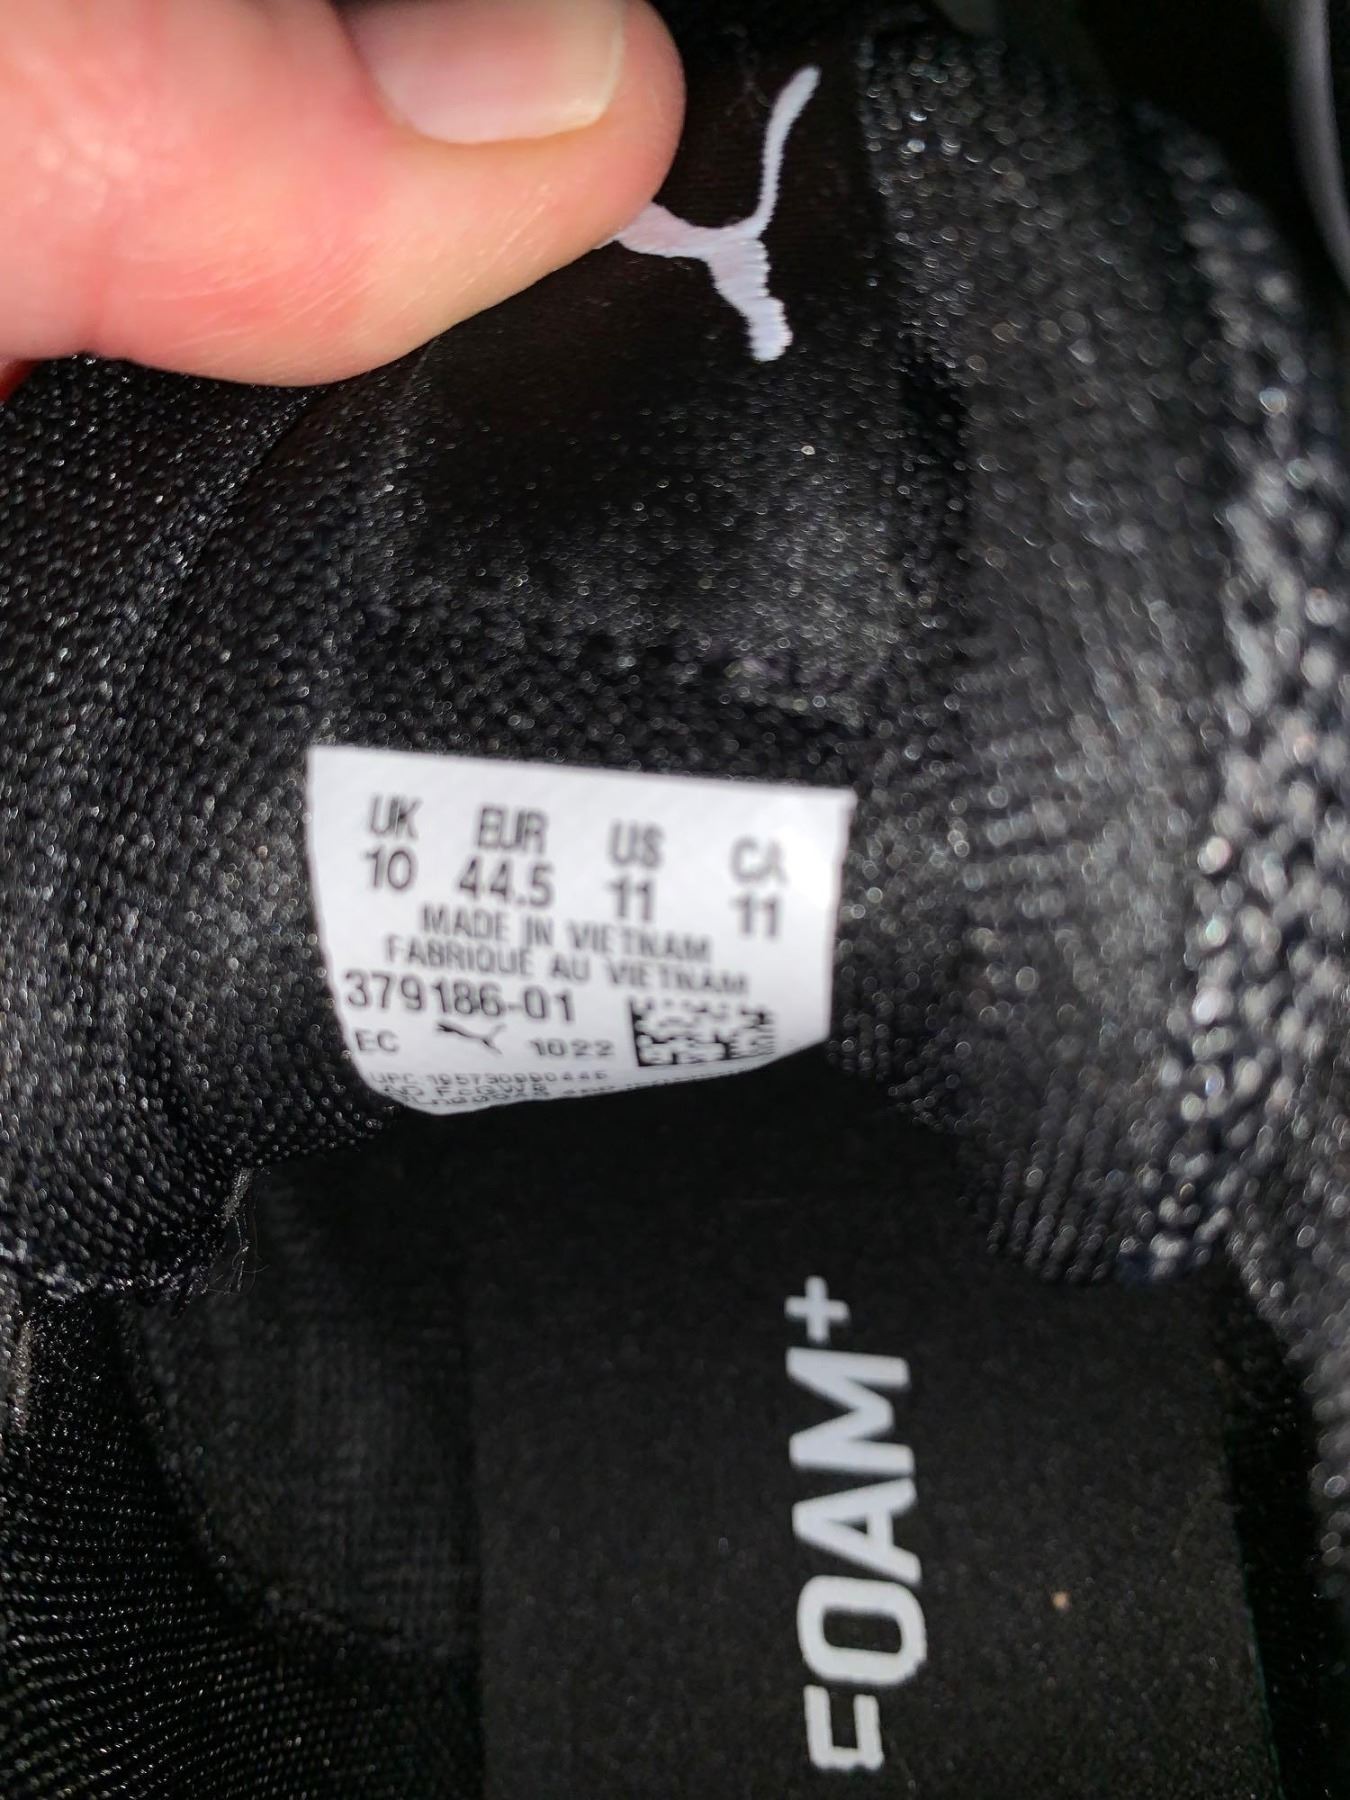 UK EUR US CA
10 44.5 11 11
MADE IN VIETNAM
FABRIQUE AU VIETNAM
379186-01
EC 1022
UPC
FOAM+